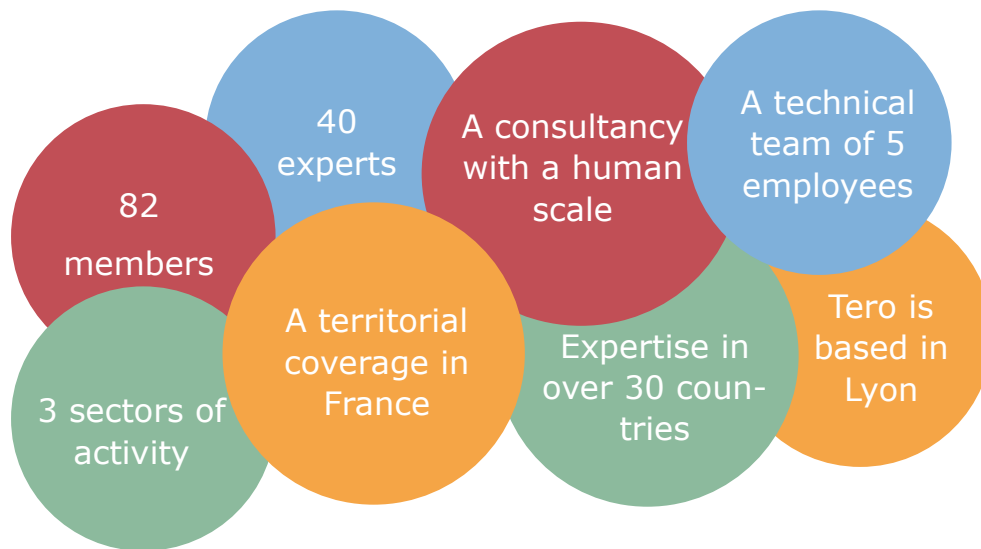 40
experts
A consultancy
with a human
scale
A technical
team of 5
employees
82
members
A territorial
coverage in
France
Expertise in
over 30 coun-
tries
Tero is
based in
Lyon
3 sectors of
activity